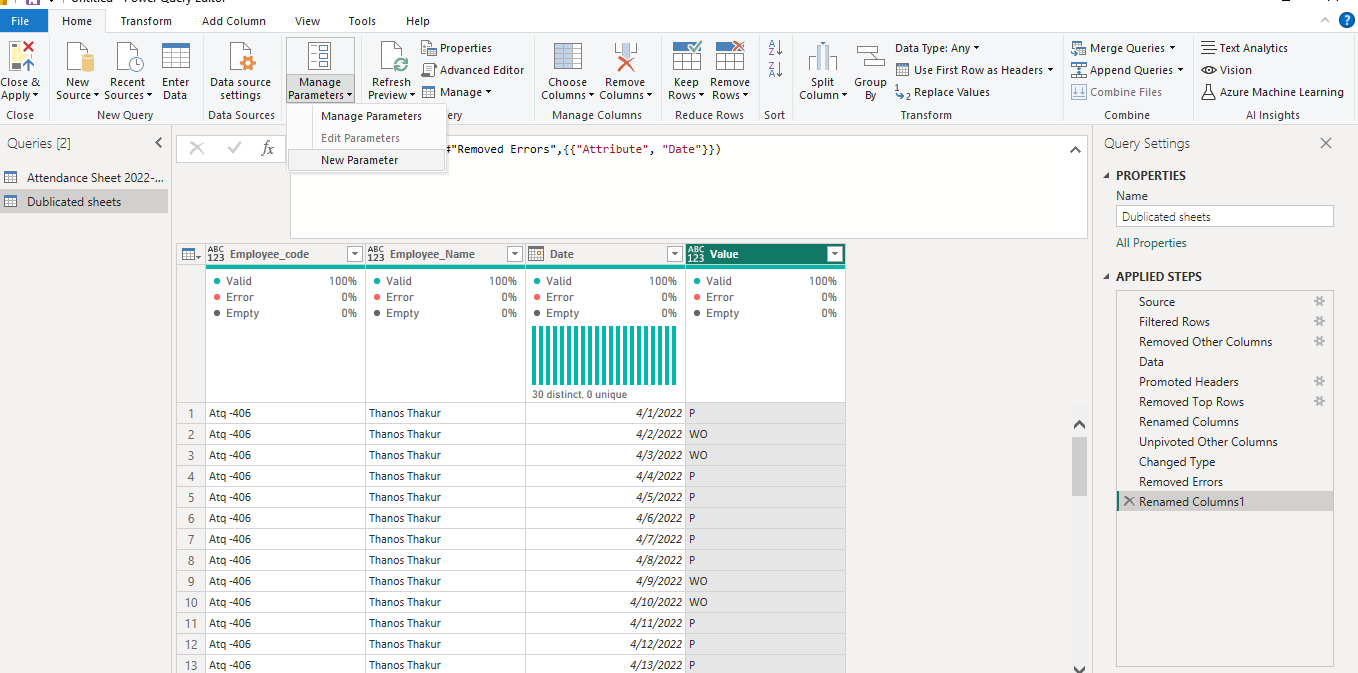 Untitled - Power Query Editor
File Home Transform Add Column View Tools Help
Close & Apply
Close
New Source
Recent Sources
Enter Data
New Query
Data source settings
Data Sources
Manage Parameters
Manage Parameters
Edit Parameters
New Parameter
Refresh Preview
Properties
Advanced Editor
Manage
ery
Choose Columns
Remove Columns
Manage Columns
Keep Rows
Remove Rows
Reduce Rows
A Z
Z A
Sort
Split Column
Group By
Data Type: Any
Use First Row as Headers
1 2 Replace Values
Transform
Merge Queries
Append Queries
Combine Files
Combine
Text Analytics
Vision
Azure Machine Learning
AI Insights
?
Queries [2]
Attendance Sheet 2022-...
Dublicated sheets
fx
#"Removed Errors",{{"Attribute", "Date"}})
ABC 123 Employee_code ABC 123 Employee_Name Date ABC 123 Value
Valid 100% Valid 100% Valid 100% Valid 100%
Error 0% Error 0% Error 0% Error 0%
Empty 0% Empty 0% Empty 0% Empty 0%
30 distinct, 0 unique
1 Atq -406 Thanos Thakur 4/1/2022 P
2 Atq -406 Thanos Thakur 4/2/2022 WO
3 Atq -406 Thanos Thakur 4/3/2022 WO
4 Atq -406 Thanos Thakur 4/4/2022 P
5 Atq -406 Thanos Thakur 4/5/2022 P
6 Atq -406 Thanos Thakur 4/6/2022 P
7 Atq -406 Thanos Thakur 4/7/2022 P
8 Atq -406 Thanos Thakur 4/8/2022 P
9 Atq -406 Thanos Thakur 4/9/2022 WO
10 Atq -406 Thanos Thakur 4/10/2022 WO
11 Atq -406 Thanos Thakur 4/11/2022 P
12 Atq -406 Thanos Thakur 4/12/2022 P
13 Atq -406 Thanos Thakur 4/13/2022 P
Query Settings
PROPERTIES
Name
Dublicated sheets
All Properties
APPLIED STEPS
Source
Filtered Rows
Removed Other Columns
Data
Promoted Headers
Removed Top Rows
Renamed Columns
Unpivoted Other Columns
Changed Type
Removed Errors
Renamed Columns1